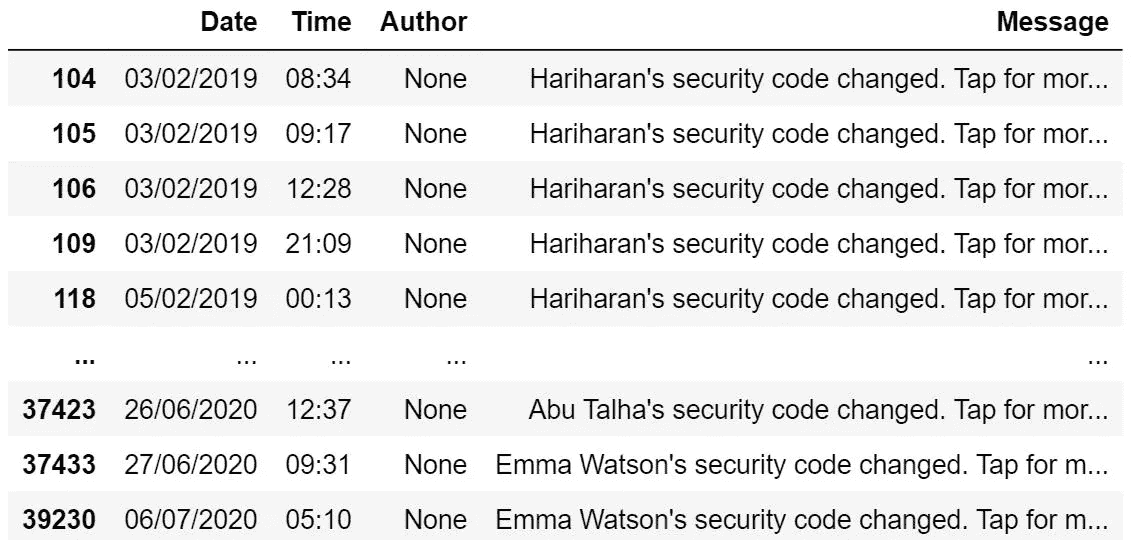 Date Time Author Message
104 03/02/2019 08:34 None Hariharan's security code changed. Tap for mor...
105 03/02/2019 09:17 None Hariharan's security code changed. Tap for mor...
106 03/02/2019 12:28 None Hariharan's security code changed. Tap for mor...
109 03/02/2019 21:09 None Hariharan's security code changed. Tap for mor...
118 05/02/2019 00:13 None Hariharan's security code changed. Tap for mor...
... ... ... ... ...
37423 26/06/2020 12:37 None Abu Talha's security code changed. Tap for mor...
37433 27/06/2020 09:31 None Emma Watson's security code changed. Tap for m...
39230 06/07/2020 05:10 None Emma Watson's security code changed. Tap for m...